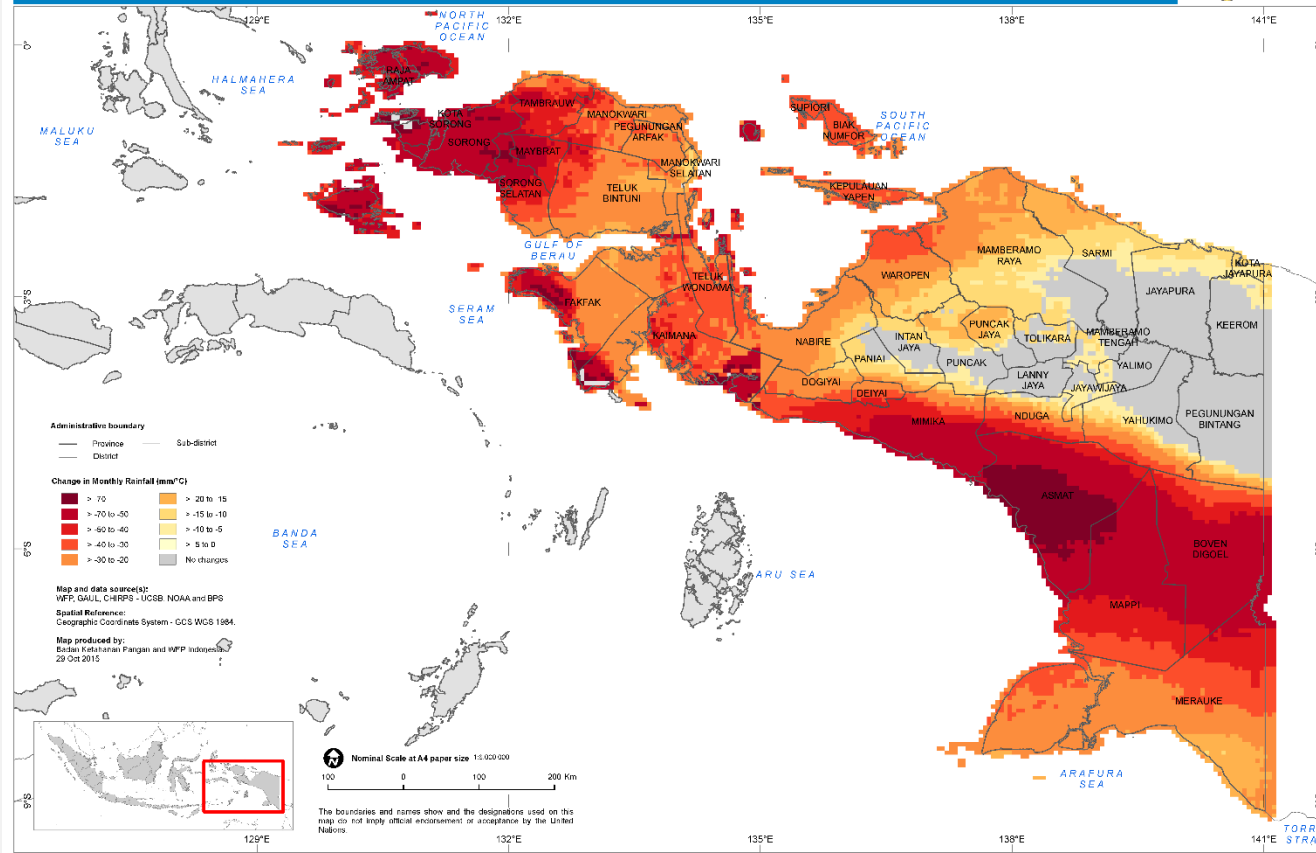 129°E
132°E
135°E
138°E
141°E
NORTH
PACIFIC
OCEAN
0°
HALMAHERA
SEA
MALUKU
SEA
RAJA
AMPAT
KOTA
SORONG
SORONG
TAMBRAUW
MAYBRAT
SORONG
SELATAN
MANOKWARI
PEGUNUNGAN
ARFAK
MANOKWARI
SELATAN
TELUK
BINTUNI
SUPIORI
BIAK
NUMFOR
SOUTH
PACIFIC
OCEAN
KEPULAUAN
YAPEN
GULF OF
BERAU
3°S
SERAM
SEA
FAKFAK
TELUK
WONDAMA
KAIMANA
WAROPEN
MAMBERAMO
RAYA
SARMI
KOTA
JAYAPURA
JAYAPURA
KEEROM
NABIRE
PANIAI
INTAN
JAYA
PUNCAK
JAYA
PUNCAK
TOLIKARA
MAMBERAMO
TENGAH
YALIMO
LANNY
JAYA
JAYAWIJAYA
DOGIYAI
DEIYAI
MIMIKA
NDUGA
YAHUKIMO
PEGUNUNGAN
BINTANG
ASMAT
BOVEN
DIGOEL
MAPPI
MERAUKE
BANDA
SEA
ARU SEA
ARAFURA
SEA
Administrative boundary
Province
Sub-district
District
Change in Monthly Rainfall (mm/°C)
> -70
> -20 to 15
> -70 to -50
> -15 to -10
> -50 to -40
> -10 to -5
> -40 to -30
> 5 to 0
> -30 to -20
No changes
Map and data source(s):
WFP, GAUL, CHIRPS - UCSB, NOAA and BPS
Spatial Reference:
Geographic Coordinate System - GCS WGS 1984.
Map produced by:
Badan Ketahanan Pangan and WFP Indonesia.
29 Oct 2015
N
Nominal Scale at A4 paper size
100
0
100
200 Km
The boundaries and names show and the designations used on this
map do not imply official endorsement or acceptance by the United
Nations.
9°S
129°E
132°E
135°E
138°E
141°E
TORR
STRA